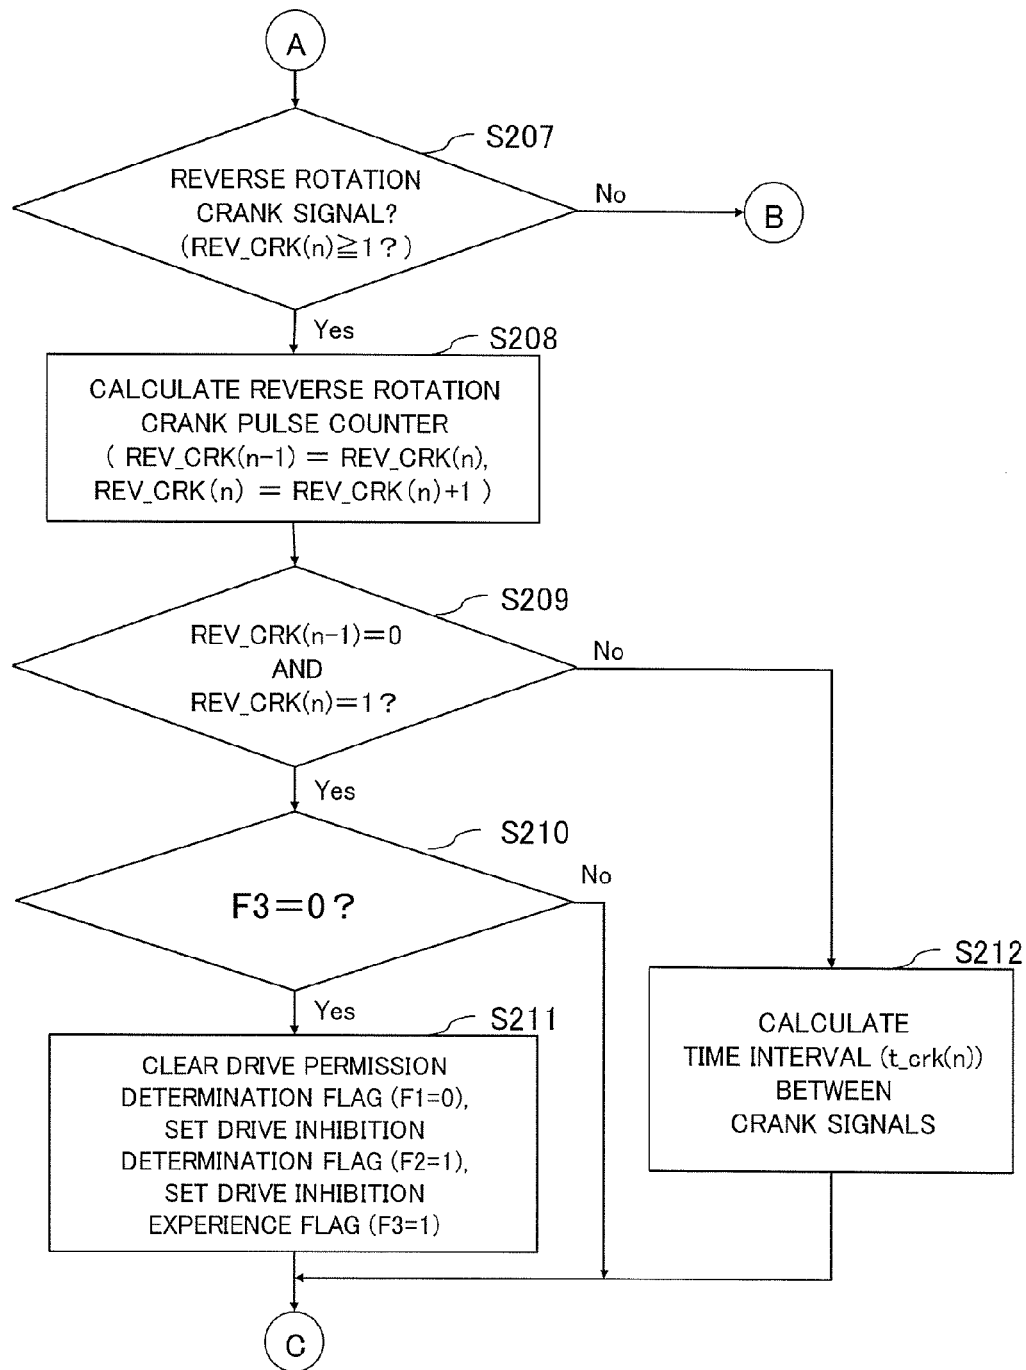 A
S207
REVERSE ROTATION
CRANK SIGNAL?
(REV_CRK(n)≧1?)
No
B
Yes
S208
CALCULATE REVERSE ROTATION
CRANK PULSE COUNTER
( REV_CRK(n-1) = REV_CRK(n),
REV_CRK(n) = REV_CRK(n)+1 )
S209
REV_CRK(n-1)=0
AND
REV_CRK(n)=1?
No
Yes
S210
F3=0?
No
Yes
S211
CLEAR DRIVE PERMISSION
DETERMINATION FLAG (F1=0),
SET DRIVE INHIBITION
DETERMINATION FLAG (F2=1),
SET DRIVE INHIBITION
EXPERIENCE FLAG (F3=1)
S212
CALCULATE
TIME INTERVAL (t_crk(n))
BETWEEN
CRANK SIGNALS
C